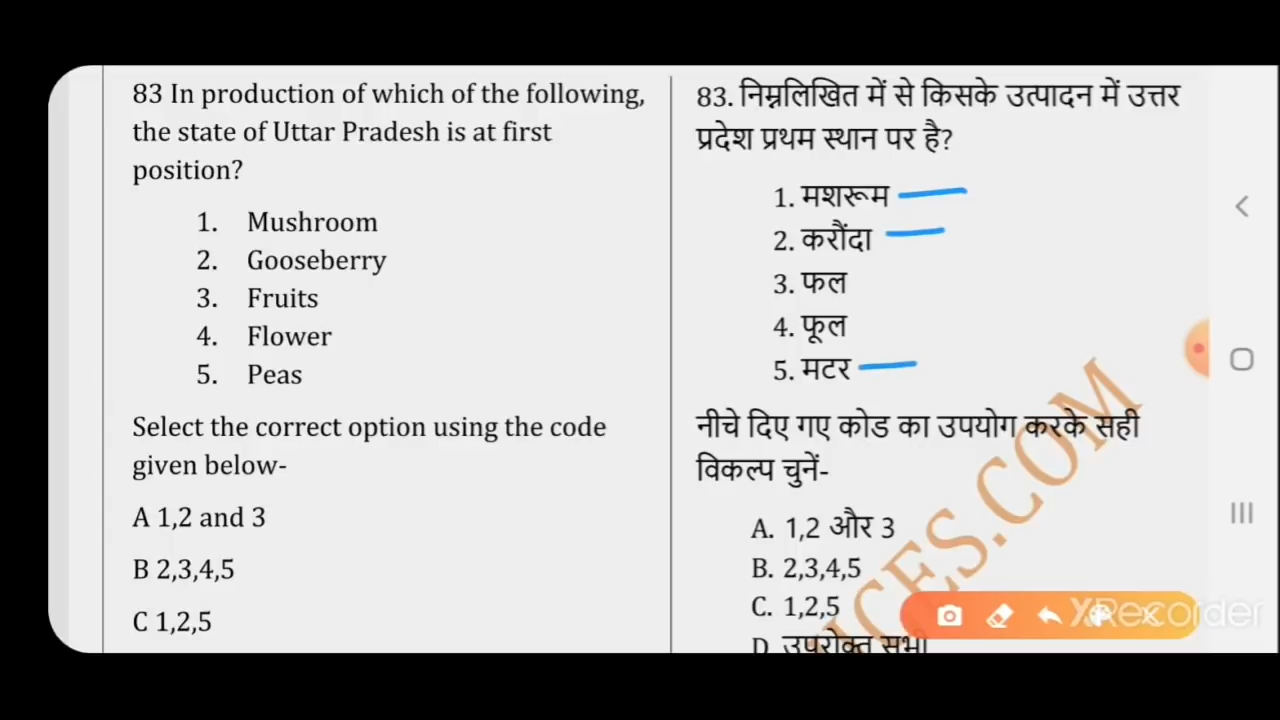 83 In production of which of the following,
the state of Uttar Pradesh is at first
position?
1. Mushroom
2. Gooseberry
3. Fruits
4. Flower
5. Peas
Select the correct option using the code
given below-
A 1,2 and 3
B 2,3,4,5
C 1,2,5
83. निम्नलिखित में से किसके उत्पादन में उत्तर
प्रदेश प्रथम स्थान पर है?
1. मशरूम
2. करौंदा
3. फल
4. फूल
5. मटर
नीचे दिए गए कोड का उपयोग करके सही
विकल्प चुनें-
A. 1,2 और 3
B. 2,3,4,5
C. 1,2,5
D उपरोक्त सभी
XRecorder